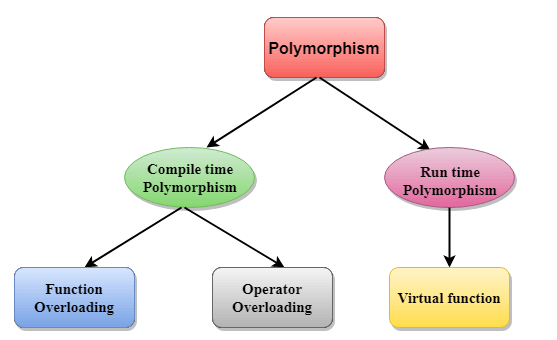 Polymorphism
Compile time
Polymorphism
Run time
Polymorphism
Function
Overloading
Operator
Overloading
Virtual function